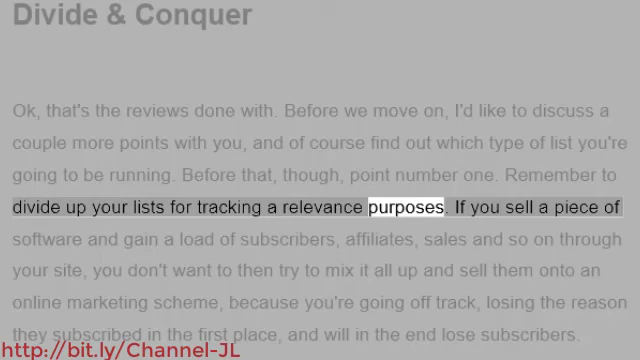 Divide & Conquer
Ok, that's the reviews done with. Before we move on, I'd like to discuss a
couple more points with you, and of course find out which type of list you're
going to be running. Before that, though, point number one. Remember to
divide up your lists for tracking a relevance purposes. If you sell a piece of
software and gain a load of subscribers, affiliates, sales and so on through
your site, you don't want to then try to mix it all up and sell them onto an
online marketing scheme, because you're going off track, losing the reason
they subscribed in the first place, and will in the end lose subscribers.
http://bit.ly/Channel-JL